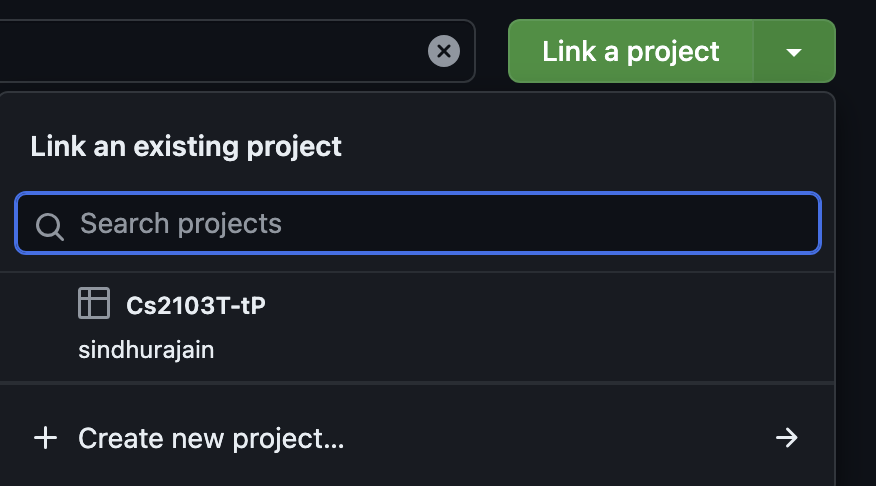 Link a project
Link an existing project
Search projects
Cs2103T-tP
sindhurajain
Create new project...